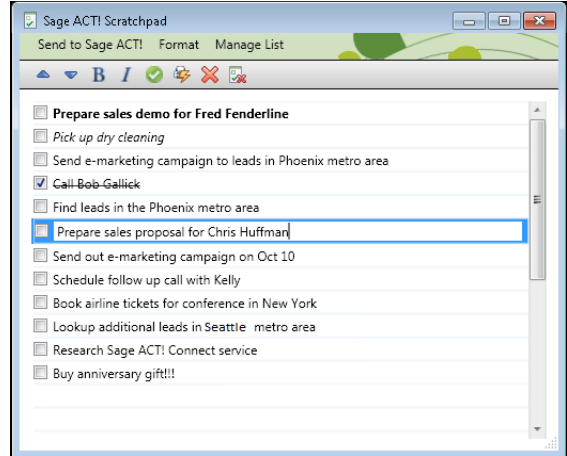 Sage ACT! Scratchpad
Send to Sage ACT! Format Manage List
B I
Prepare sales demo for Fred Fenderline
Pick up dry cleaning
Send e-marketing campaign to leads in Phoenix metro area
Call Bob Gallick
Find leads in the Phoenix metro area
Prepare sales proposal for Chris Huffman
Send out e-marketing campaign on Oct 10
Schedule follow up call with Kelly
Book airline tickets for conference in New York
Lookup additional leads in Seattle metro area
Research Sage ACT! Connect service
Buy anniversary gift!!!